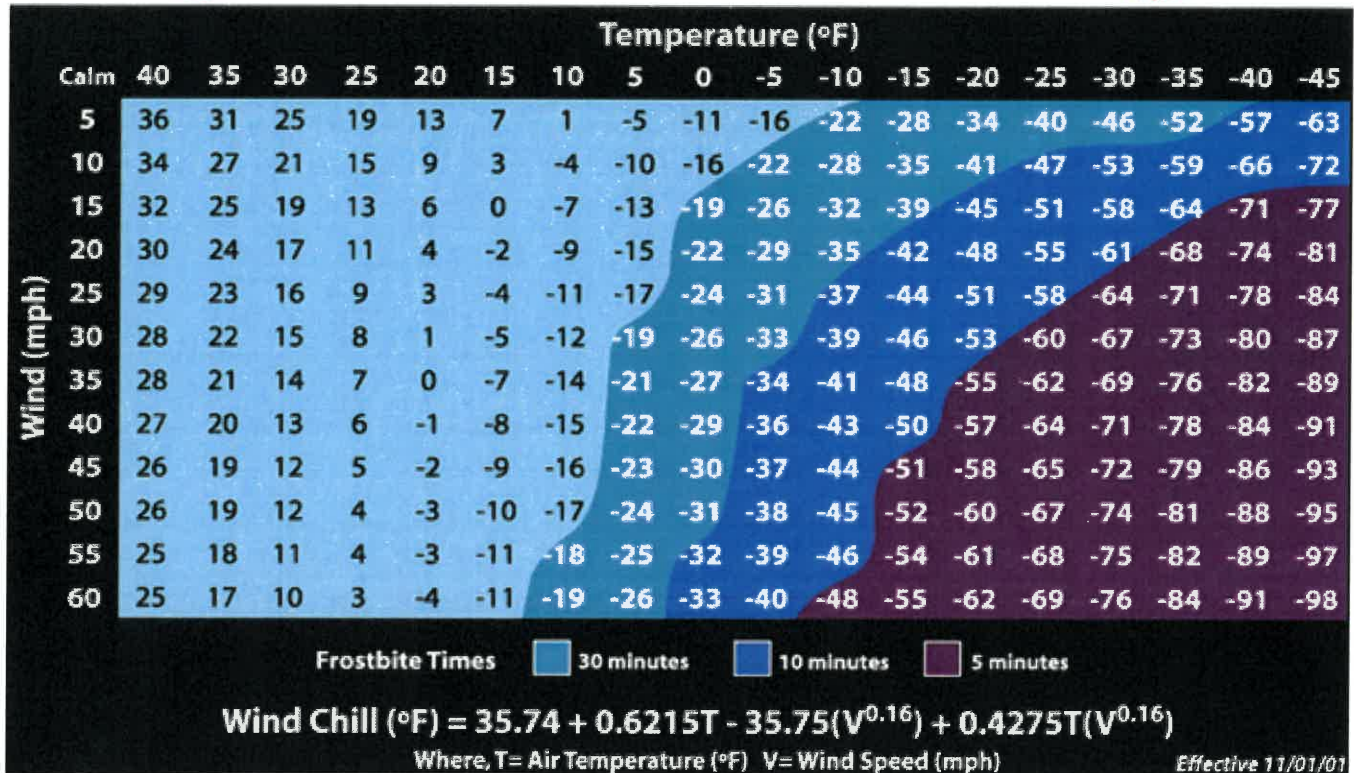 Temperature (°F)
Calm 40 35 30 25 20 15 10 5 0 -5 -10 -15 -20 -25 -30 -35 -40 -45
Wind (mph)
5 36 31 25 19 13 7 1 -5 -11 -16 -22 -28 -34 -40 -46 -52 -57 -63
10 34 27 21 15 9 3 -4 -10 -16 -22 -28 -35 -41 -47 -53 -59 -66 -72
15 32 25 19 13 6 0 -7 -13 -19 -26 -32 -39 -45 -51 -58 -64 -71 -77
20 30 24 17 11 4 -2 -9 -15 -22 -29 -35 -42 -48 -55 -61 -68 -74 -81
25 29 23 16 9 3 -4 -11 -17 -24 -31 -37 -44 -51 -58 -64 -71 -78 -84
30 28 22 15 8 1 -5 -12 -19 -26 -33 -39 -46 -53 -60 -67 -73 -80 -87
35 28 21 14 7 0 -7 -14 -21 -27 -34 -41 -48 -55 -62 -69 -76 -82 -89
40 27 20 13 6 -1 -8 -15 -22 -29 -36 -43 -50 -57 -64 -71 -78 -84 -91
45 26 19 12 5 -2 -9 -16 -23 -30 -37 -44 -51 -58 -65 -72 -79 -86 -93
50 26 19 12 4 -3 -10 -17 -24 -31 -38 -45 -52 -60 -67 -74 -81 -88 -95
55 25 18 11 4 -3 -11 -18 -25 -32 -39 -46 -54 -61 -68 -75 -82 -89 -97
60 25 17 10 3 -4 -11 -19 -26 -33 -40 -48 -55 -62 -69 -76 -84 -91 -98
Frostbite Times 30 minutes 10 minutes 5 minutes
Wind Chill (°F) = 35.74 + 0.6215T - 35.75(V^0.16) + 0.4275T(V^0.16)
Where, T= Air Temperature (°F) V= Wind Speed (mph) Effective 11/01/01